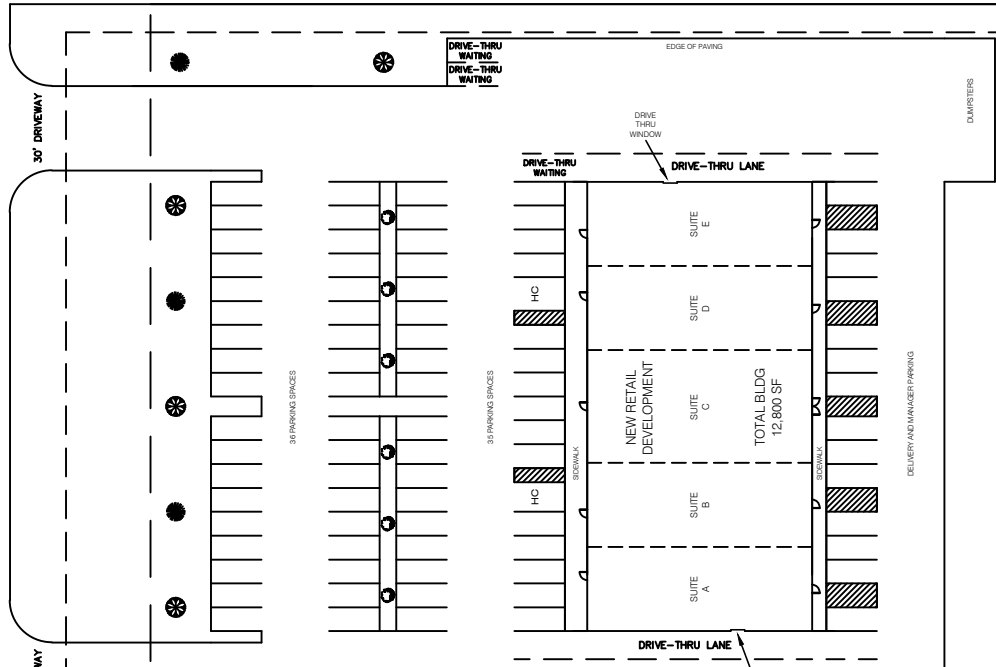 DRIVE-THRU
WAITING
DRIVE-THRU
WAITING
EDGE OF PAVING
DUMPSTERS
30' DRIVEWAY
DRIVE
THRU
WINDOW
DRIVE-THRU
WAITING
DRIVE-THRU LANE
SUITE
E
HC
SUITE
D
36 PARKING SPACES
35 PARKING SPACES
NEW RETAIL
DEVELOPMENT
SUITE
C
TOTAL BLDG
12,800 SF
DELIVERY AND MANAGER PARKING
SIDEWALK
SIDEWALK
HC
SUITE
B
SUITE
A
DRIVE-THRU LANE
WAY